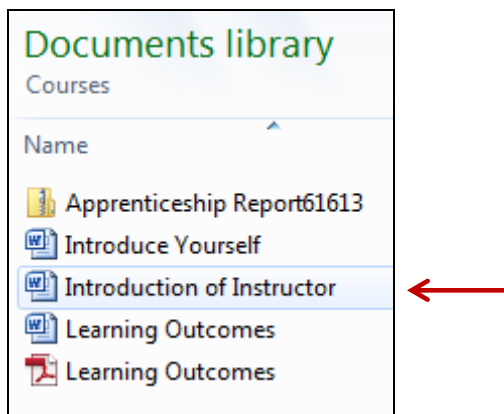 Documents library
Courses
Name
Apprenticeship Report61613
Introduce Yourself
Introduction of Instructor
Learning Outcomes
Learning Outcomes